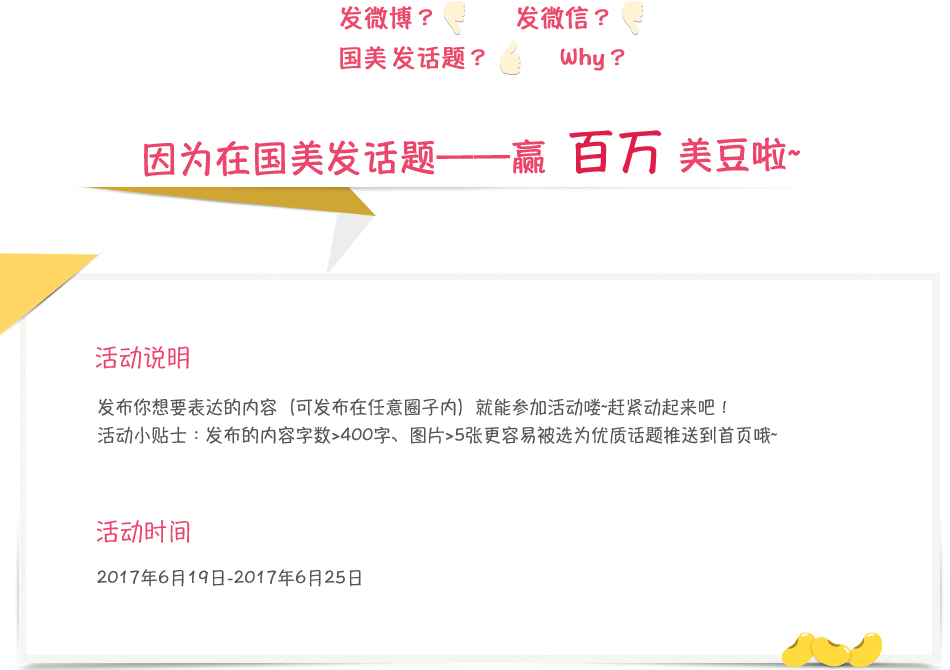 发微博？ 发微信？
国美发话题？ Why？
因为在国美发话题——赢 百万 美豆啦~
活动说明
发布你想要表达的内容（可发布在任意圈子内）就能参加活动喽~赶紧动起来吧！
活动小贴士：发布的内容字数>400字、图片>5张更容易被选为优质话题推送到首页哦~
活动时间
2017年6月19日-2017年6月25日